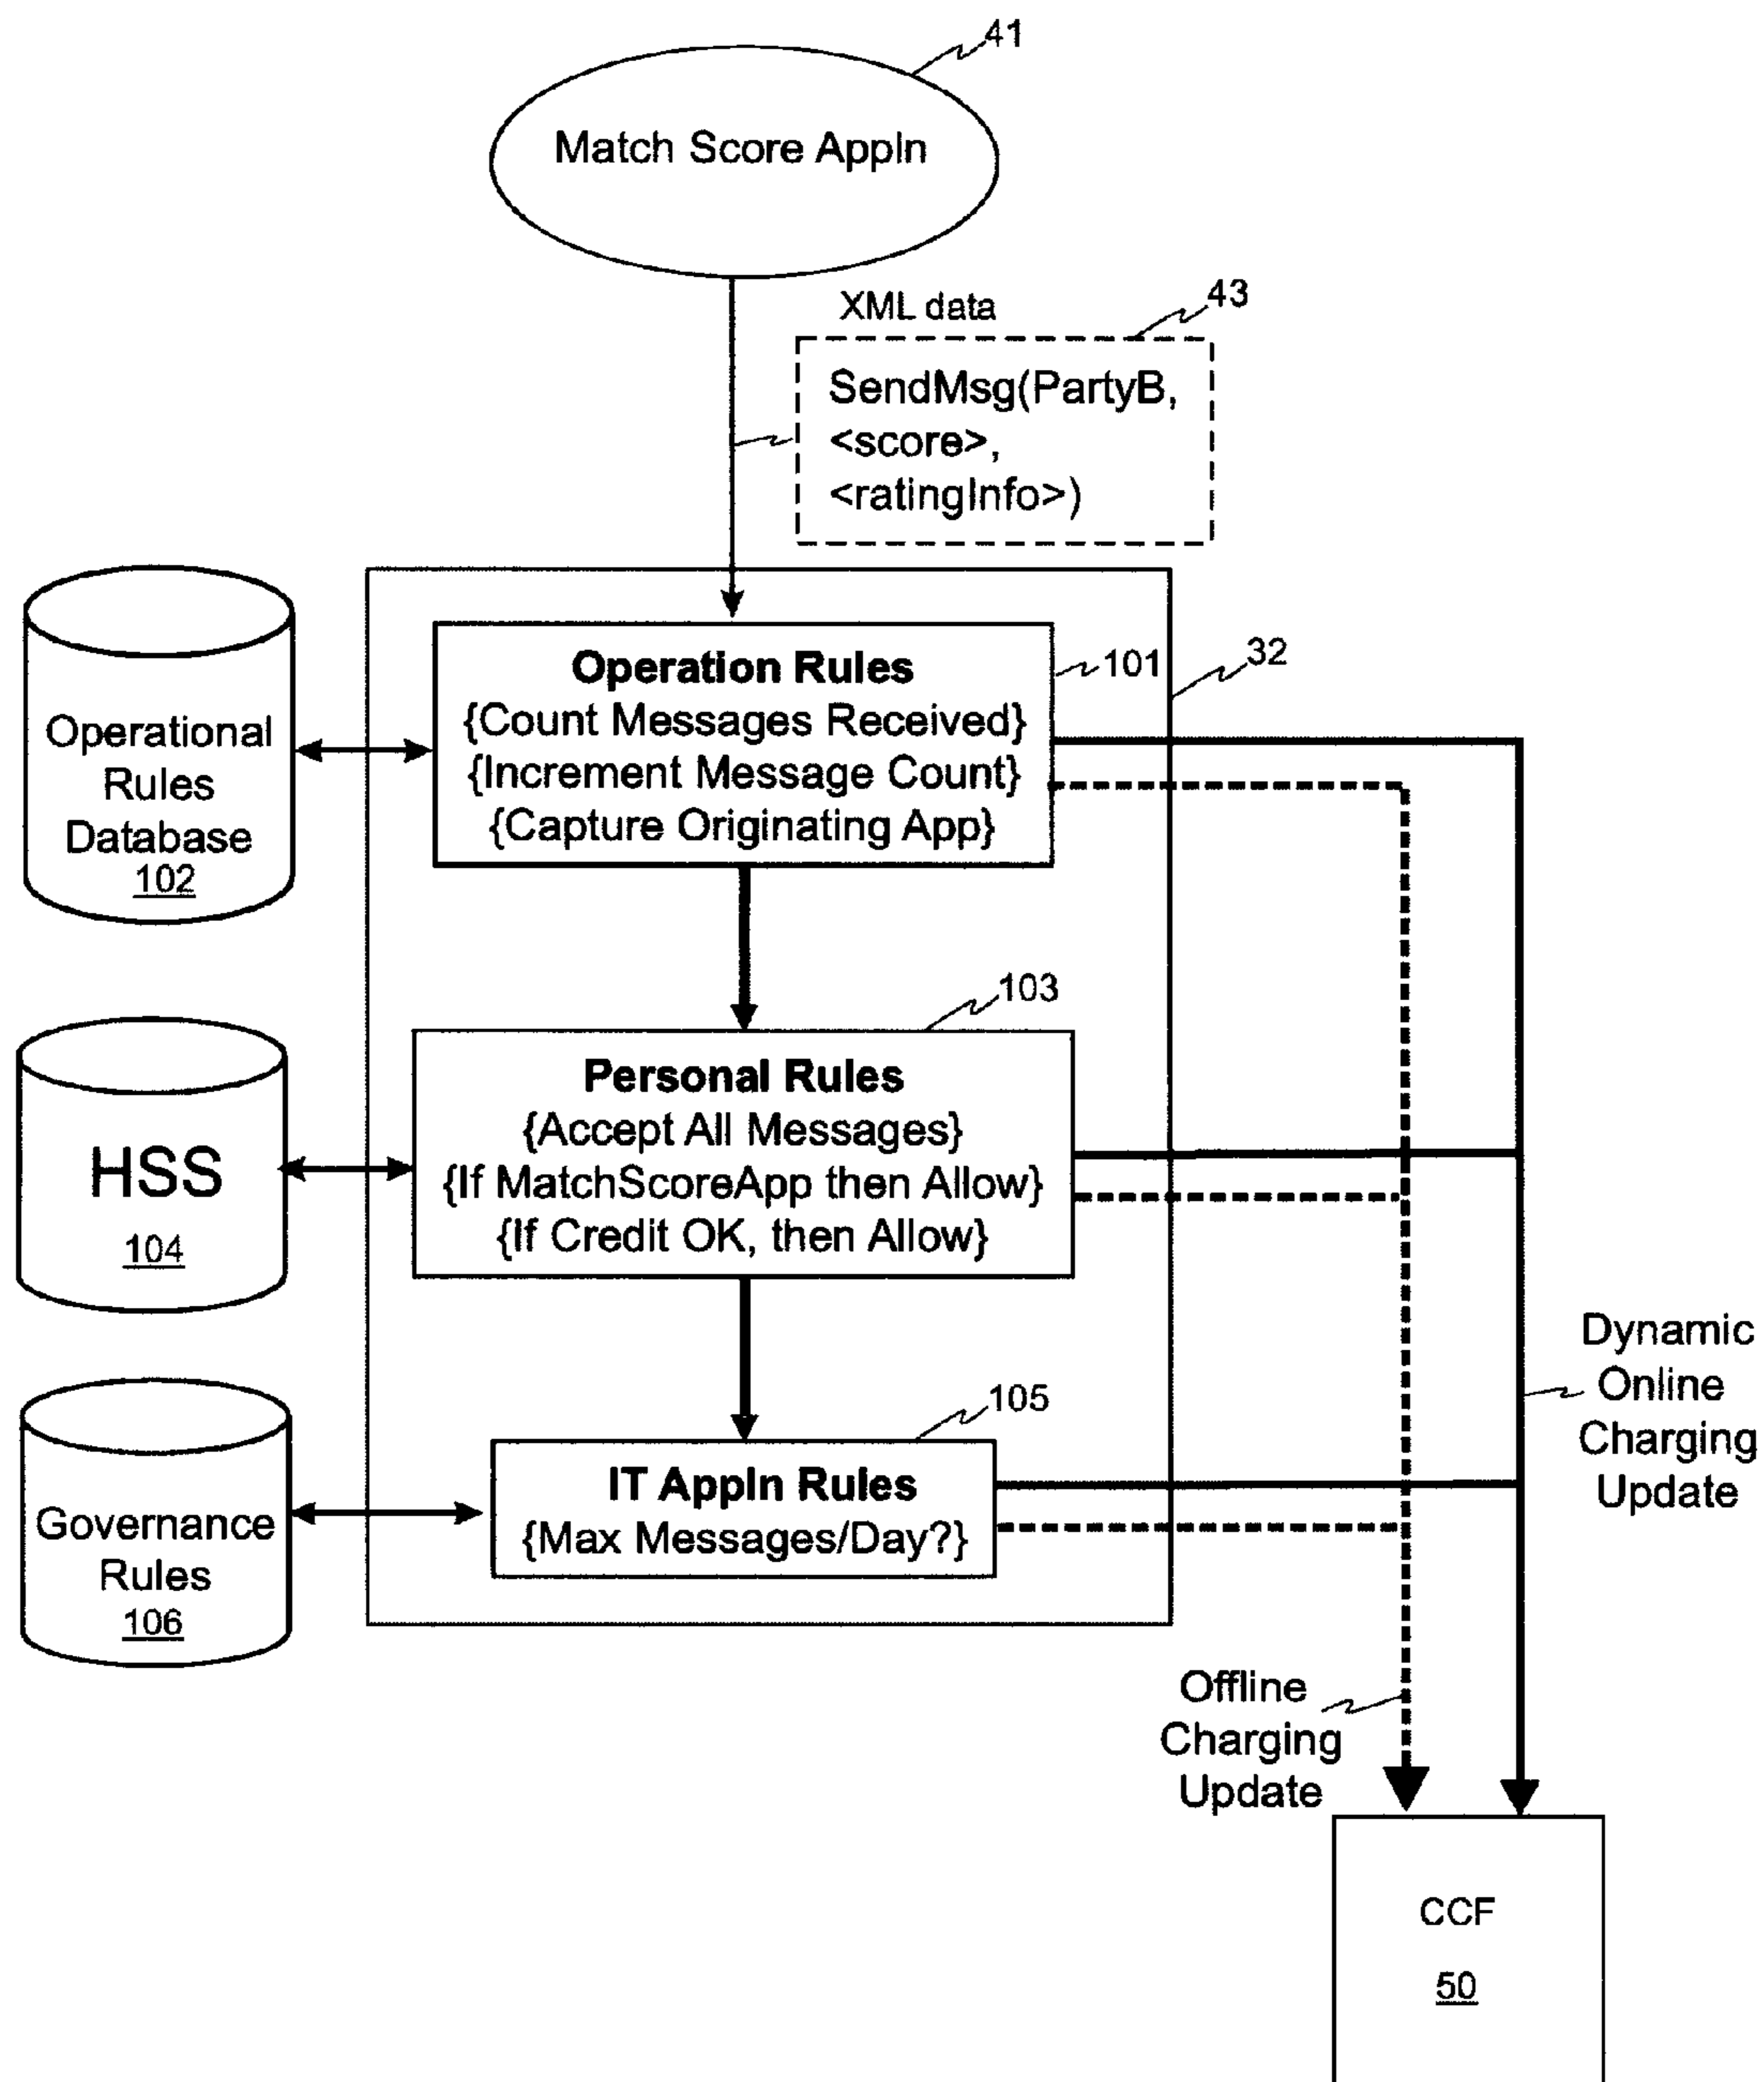 41
Match Score Appln
XML data
43
SendMsg(PartyB,
<score>,
<ratingInfo>)
Operational
Rules
Database
102
Operation Rules
{Count Messages Received}
{Increment Message Count}
{Capture Originating App}
101
32
HSS
104
103
Personal Rules
{Accept All Messages}
{If MatchScoreApp then Allow}
{If Credit OK, then Allow}
Governance
Rules
106
105
IT Appln Rules
{Max Messages/Day?}
Dynamic
Online
Charging
Update
Offline
Charging
Update
CCF
50